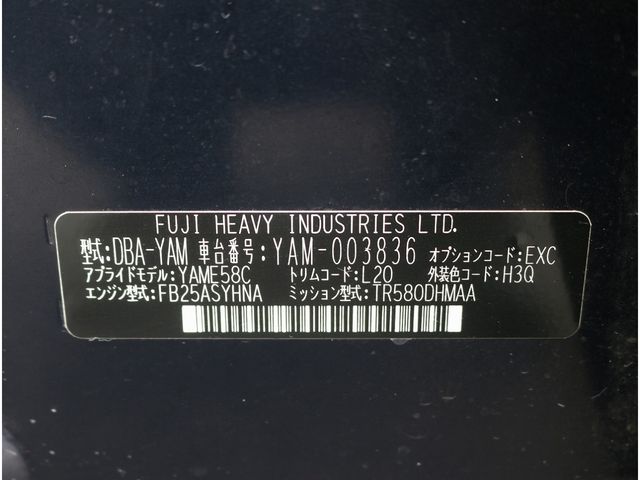 FUJI HEAVY INDUSTRIES LTD.
型式:DBA-YAM 車台番号:YAM-003836 オプションコード:EXC
アプライドモデル:YAME58C トリムコード:L20 外装色コード:H3Q
エンジン型式:FB25ASYHNA ミッション型式:TR580DHMAA